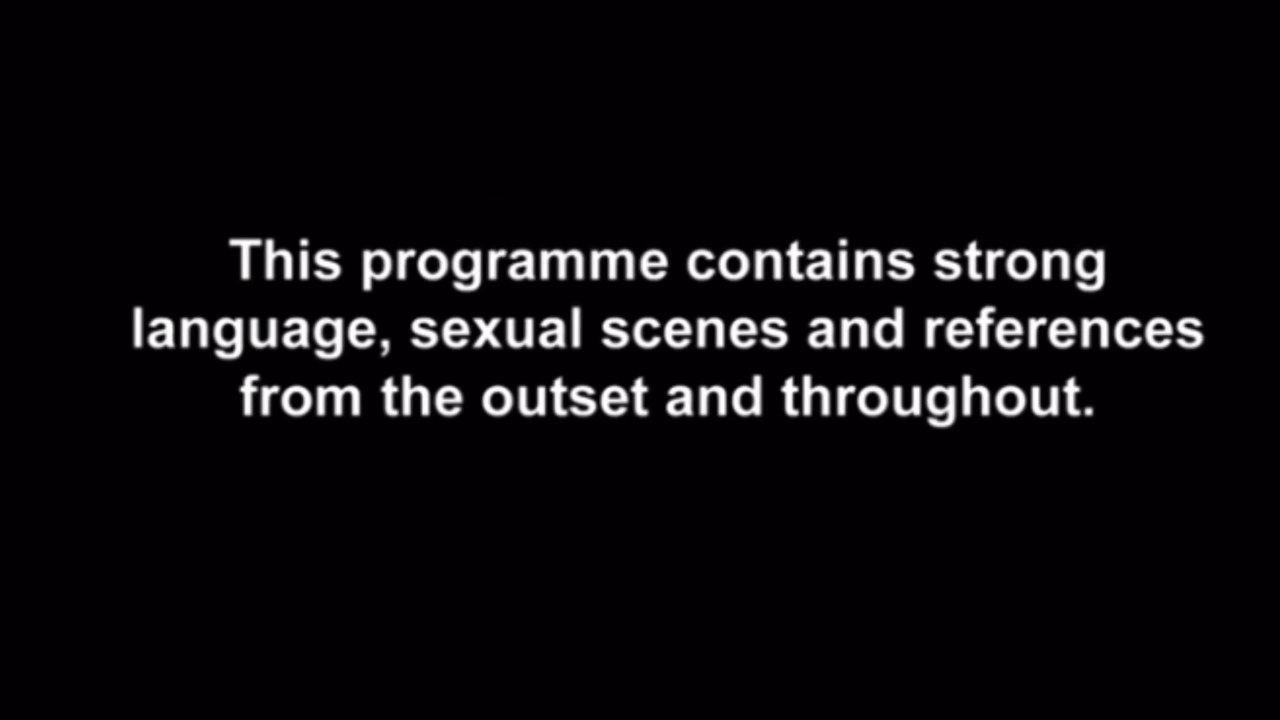 This programme contains strong
language, sexual scenes and references
from the outset and throughout.